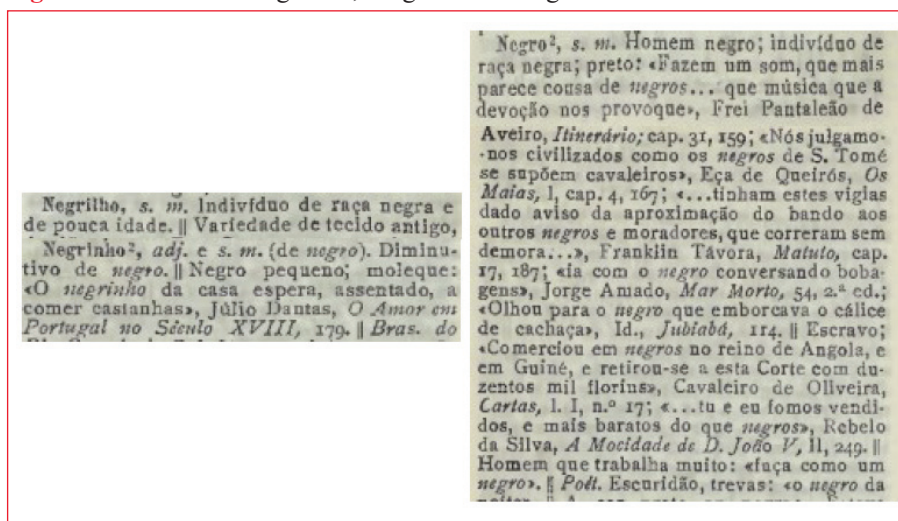 Negrilho, s. m. Indivíduo de raça negra e
de pouca idade. || Variedade de tecido antigo,
Negrinho², adj. e s. m. (de negro). Diminu-
tivo de negro. || Negro pequeno; moleque:
«O negrinho da casa espera, assentado, a
comer castanhas», Júlio Dantas, O Amor em
Portugal no Século XVIII, 179. || Bras. do
Negro², s. m. Homem negro; indivíduo de
raça negra; preto: «Fazem um som, que mais
parece cousa de negros... que música que a
devoção nos provoque», Frei Pantaleão de
Aveiro, Itinerário; cap. 31, 159; «Nós julgamo-
-nos civilizados como os negros de S. Tomé
se supõem cavaleiros», Eça de Queirós, Os
Maias, I, cap. 4, 167; «...tinham estes vigias
dado aviso da aproximação do bando aos
outros negros e moradores, que correram sem
demora...», Franklin Távora, Matuto, cap.
17, 187; «ia com o negro conversando boba-
gens», Jorge Amado, Mar Morto, 54, 2.ª ed.;
«Olhou para o negro que emborcava o cálice
de cachaça», Id., Jubiabá, 114. || Escravo;
«Comerciou em negros no reino de Angola, e
em Guiné, e retirou-se a esta Corte com du-
zentos mil florins», Cavaleiro de Oliveira,
Cartas, l. I, n.º 17; «...tu e eu fomos vendi-
dos, e mais baratos do que negros», Rebelo
da Silva, A Mocidade de D. João V, II, 249. ||
Homem que trabalha muito: «fuça como um
negro». || Poét. Escuridão, trevas: «o negro da